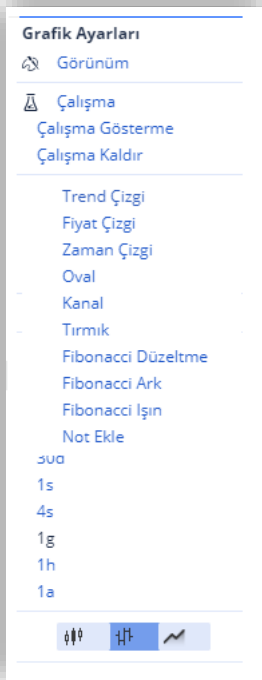 Grafik Ayarları
Görünüm
Çalışma
Çalışma Gösterme
Çalışma Kaldır
Trend Çizgi
Fiyat Çizgi
Zaman Çizgi
Oval
Kanal
Tırmık
Fibonacci Düzeltme
Fibonacci Ark
Fibonacci Işın
Not Ekle
30d
1s
4s
1g
1h
1a